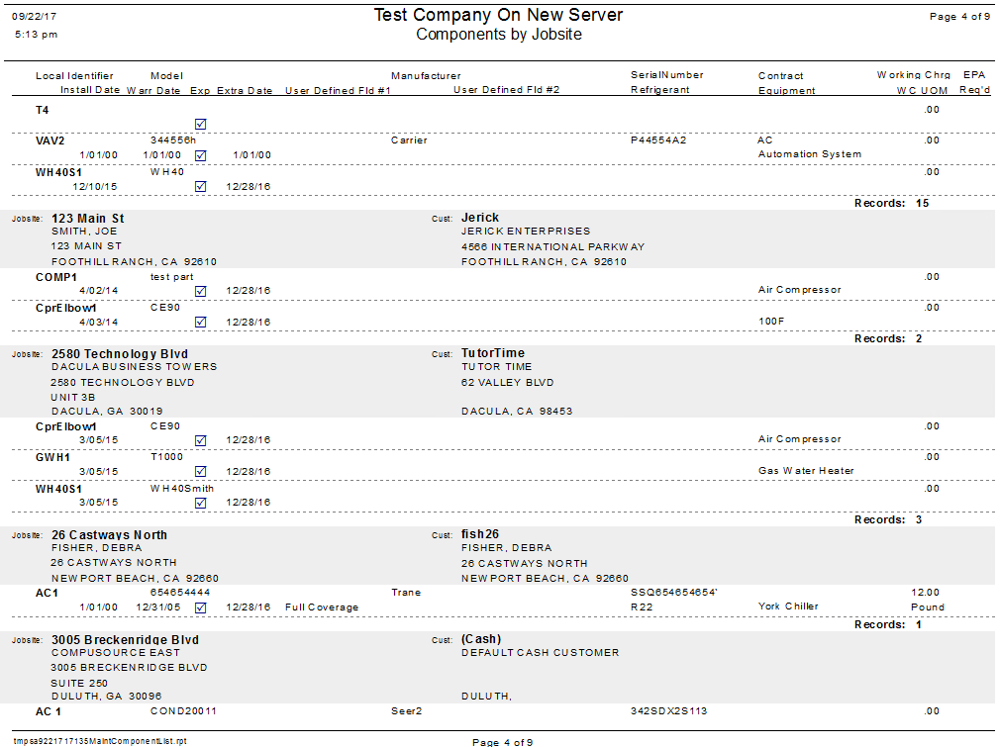 09/22/17 Test Company On New Server Page 4 of 9
5:13 pm Components by Jobsite
Local Identifier Model Manufacturer SerialNumber Contract Working Chrg EPA
Install Date Warr Date Exp Extra Date User Defined Fld #1 User Defined Fld #2 Refrigerant Equipment WC UOM Req'd
T4 .00
VAV2 344556h Carrier P44554A2 AC .00
1/01/00 1/01/00 1/01/00 Automation System
WH40S1 WH40 .00
12/10/15 12/28/16
Records: 15
Jobsite: 123 Main St Cust: Jerick
SMITH, JOE JERICK ENTERPRISES
123 MAIN ST 4566 INTERNATIONAL PARKWAY
FOOTHILL RANCH, CA 92610 FOOTHILL RANCH, CA 92610
COMP1 test part .00
4/02/14 12/28/16 Air Compressor
CprElbow1 CE90 .00
4/03/14 12/28/16 100F
Records: 2
Jobsite: 2580 Technology Blvd Cust: TutorTime
DACULA BUSINESS TOWERS TUTOR TIME
2580 TECHNOLOGY BLVD 62 VALLEY BLVD
UNIT 3B
DACULA, GA 30019 DACULA, CA 98453
CprElbow1 CE90 .00
3/05/15 12/28/16 Air Compressor
GWH1 T1000 .00
3/05/15 12/28/16 Gas Water Heater
WH40S1 WH40Smith .00
3/05/15 12/28/16
Records: 3
Jobsite: 26 Castways North Cust: fish26
FISHER, DEBRA FISHER, DEBRA
26 CASTWAYS NORTH 26 CASTWAYS NORTH
NEWPORT BEACH, CA 92660 NEWPORT BEACH, CA 92660
AC1 654654444 Trane SSQ654654654' 12.00
1/01/00 12/31/05 12/28/16 Full Coverage R22 York Chiller Pound
Records: 1
Jobsite: 3005 Breckenridge Blvd Cust: (Cash)
COMPUSOURCE EAST DEFAULT CASH CUSTOMER
3005 BRECKENRIDGE BLVD
SUITE 250
DULUTH, GA 30096 DULUTH,
AC 1 COND20011 Seer2 342SDX2S113 .00
tmpsa9221717135MaintComponentList.rpt Page 4 of 9